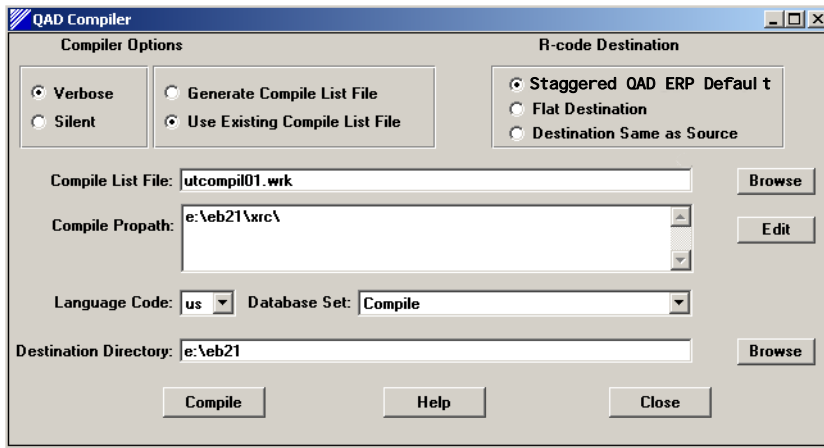 QAD Compiler
Compiler Options
R-code Destination
Verbose
Silent
Generate Compile List File
Use Existing Compile List File
Staggered QAD ERP Default
Flat Destination
Destination Same as Source
Compile List File: utcompil01.wrk Browse
Compile Propath: e:\eb21\xrc\ Edit
Language Code: us Database Set: Compile
Destination Directory: e:\eb21 Browse
Compile Help Close